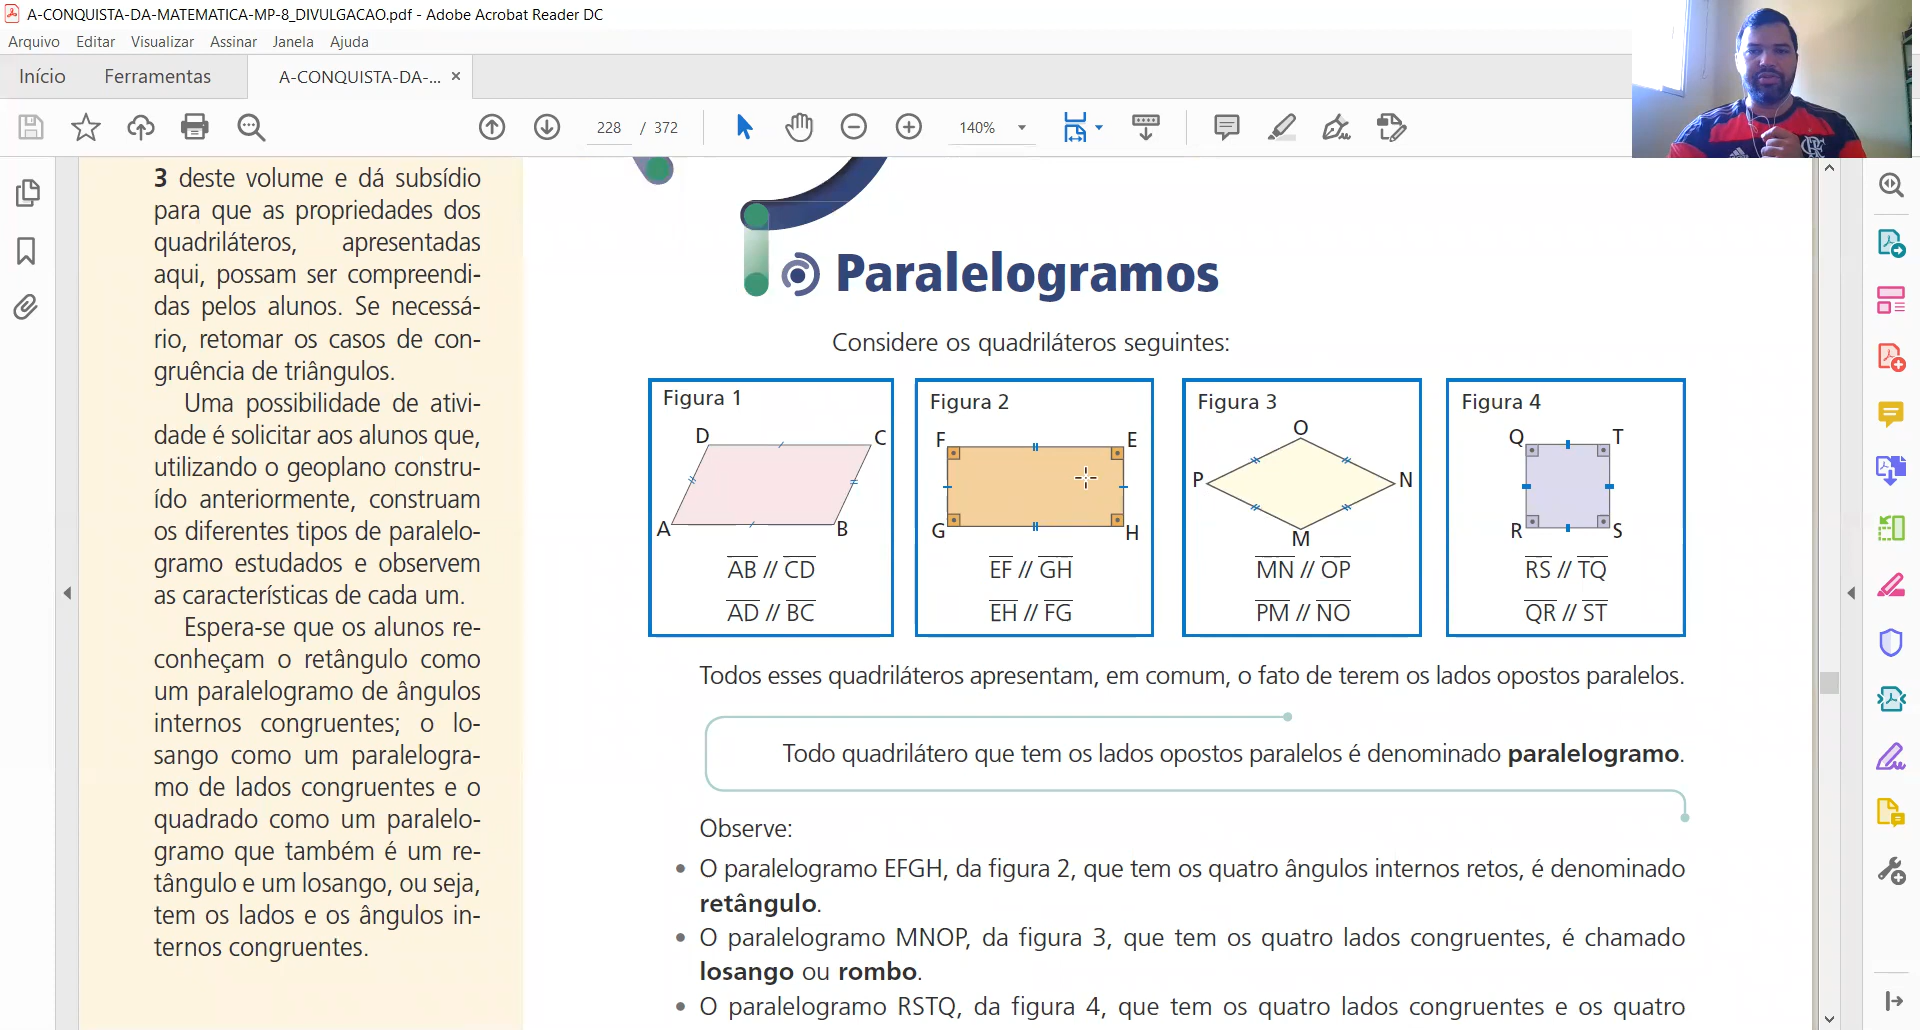 A-CONQUISTA-DA-MATEMATICA-MP-8_DIVULGACAO.pdf - Adobe Acrobat Reader DC
Arquivo Editar Visualizar Assinar Janela Ajuda
Início Ferramentas A-CONQUISTA-DA-... ×
228 / 372 140%
3 deste volume e dá subsídio
para que as propriedades dos
quadriláteros, apresentadas
aqui, possam ser compreendi-
das pelos alunos. Se necessá-
rio, retomar os casos de con-
gruência de triângulos.
Uma possibilidade de ativi-
dade é solicitar aos alunos que,
utilizando o geoplano constru-
ído anteriormente, construam
os diferentes tipos de paralelo-
gramo estudados e observem
as características de cada um.
Espera-se que os alunos re-
conheçam o retângulo como
um paralelogramo de ângulos
internos congruentes; o lo-
sango como um paralelogra-
mo de lados congruentes e o
quadrado como um paralelo-
gramo que também é um re-
tângulo e um losango, ou seja,
tem os lados e os ângulos in-
ternos congruentes.
Paralelogramos
Considere os quadriláteros seguintes:
Figura 1
D C
A B
AB // CD
AD // BC
Figura 2
F E
G H
EF // GH
EH // FG
Figura 3
O
P N
M
MN // OP
PM // NO
Figura 4
Q T
R S
RS // TQ
QR // ST
Todos esses quadriláteros apresentam, em comum, o fato de terem os lados opostos paralelos.
Todo quadrilátero que tem os lados opostos paralelos é denominado paralelogramo.
Observe:
• O paralelogramo EFGH, da figura 2, que tem os quatro ângulos internos retos, é denominado
retângulo.
• O paralelogramo MNOP, da figura 3, que tem os quatro lados congruentes, é chamado
losango ou rombo.
• O paralelogramo RSTQ, da figura 4, que tem os quatro lados congruentes e os quatro